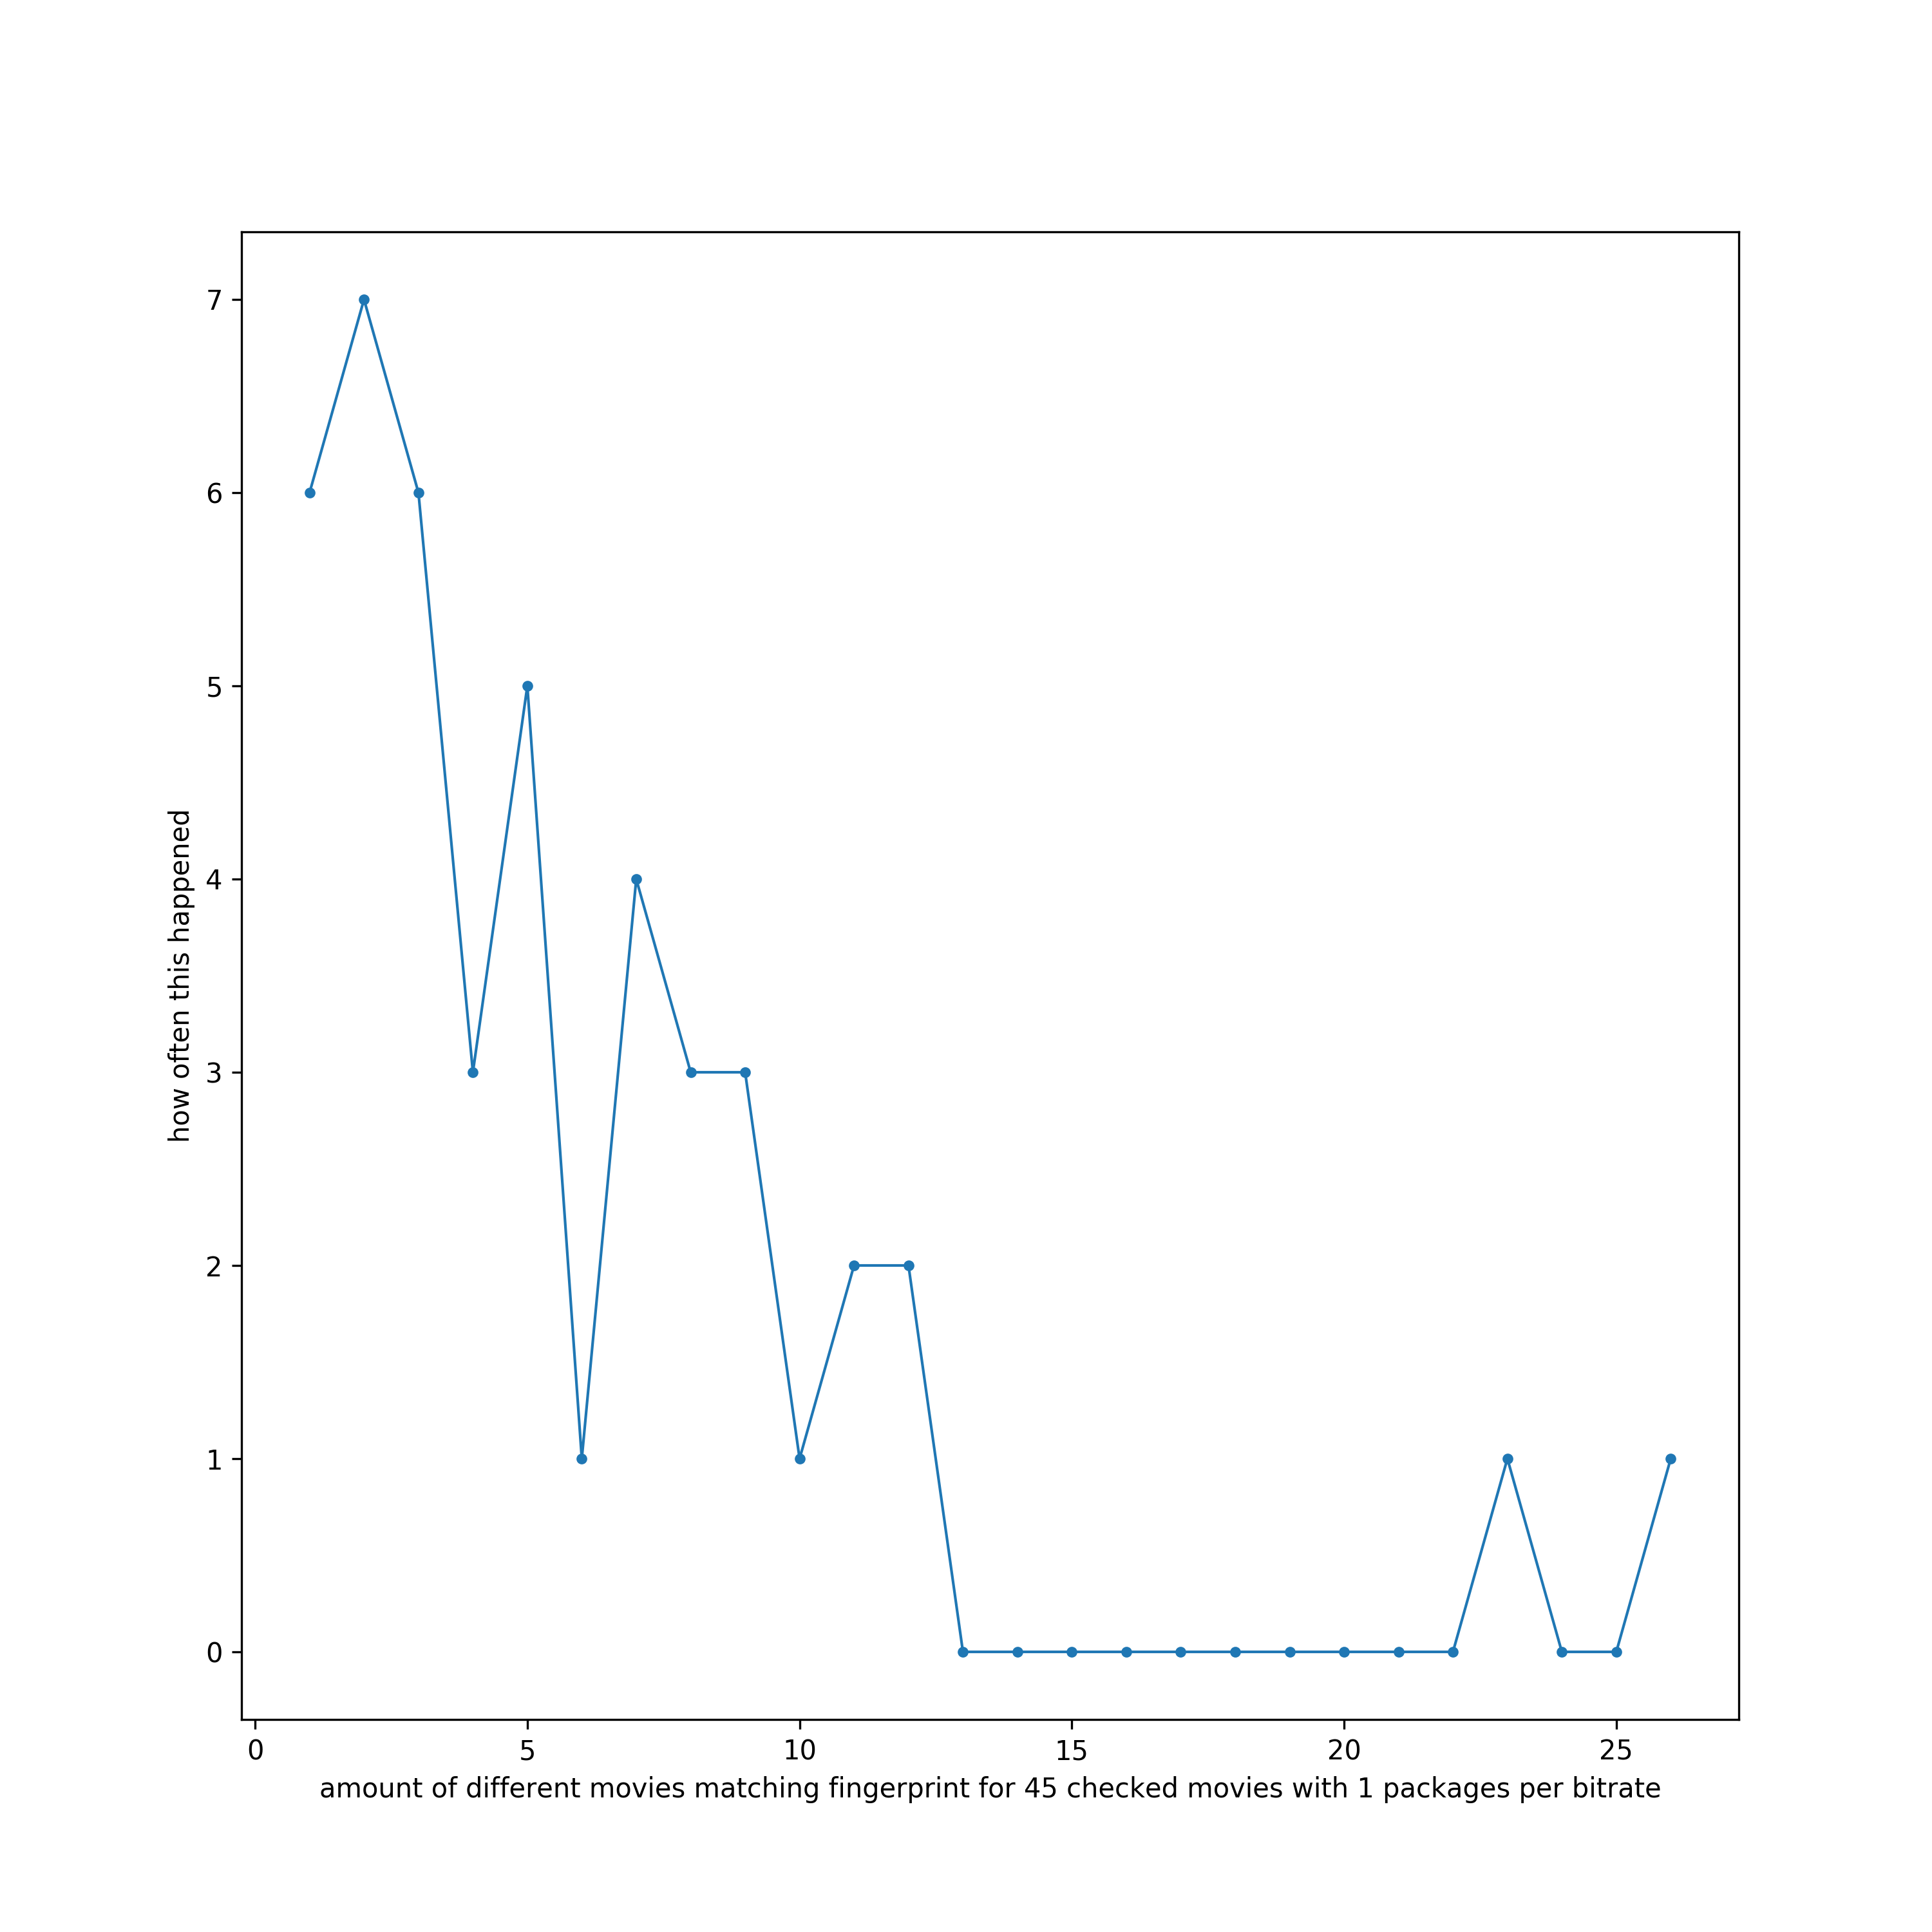 7
6
5
4
3
2
1
0
how often this happened
0 5 10 15 20 25
amount of different movies matching fingerprint for 45 checked movies with 1 packages per bitrate